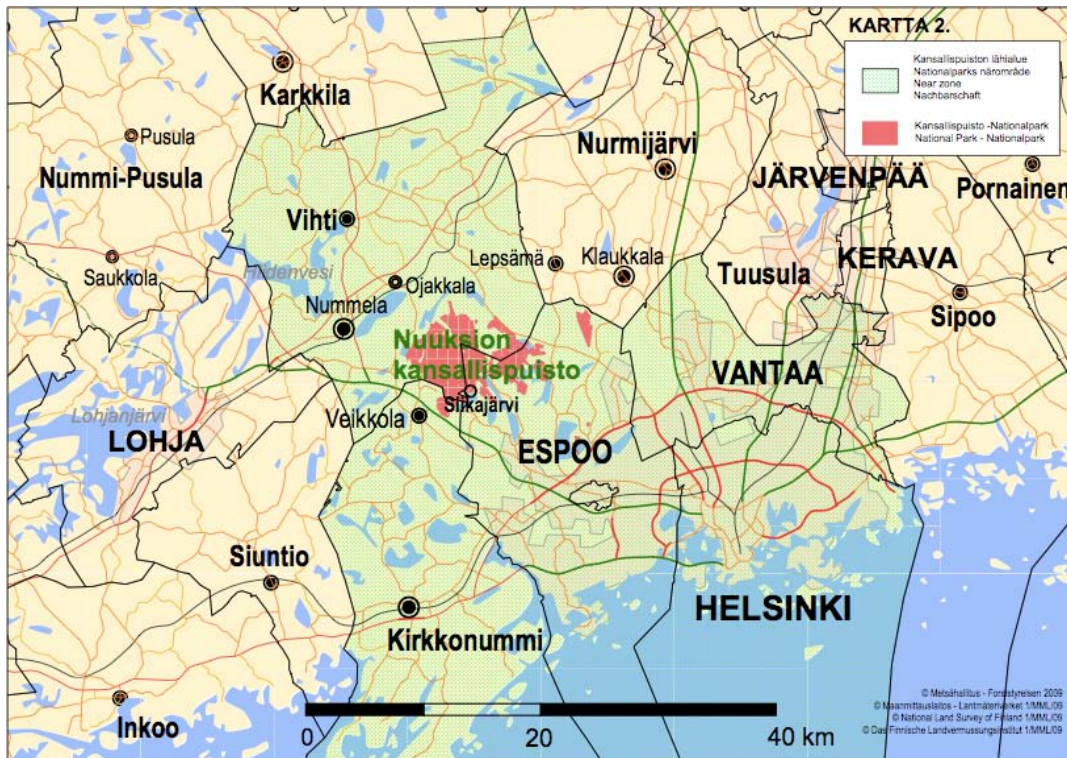 KARTTA 2.
Kansallispuiston lähialue
Nationalparks närområde
Near zone
Nachbarschaft
Kansallispuisto -Nationalpark
National Park - Nationalpark
Karkkila
Pusula
Nummi-Pusula
Nurmijärvi
JÄRVENPÄÄ
Pornainen
Vihti
Saukkola
Hiidenvesi
Ojakkala
Lepsämä
Klaukkala
Tuusula
KERAVA
Sipoo
Nummela
Nuuksion
kansallispuisto
VANTAA
Siikajärvi
Veikkola
Lohjanjärvi
LOHJA
ESPOO
Siuntio
HELSINKI
Kirkkonummi
Inkoo
0 20 40 km
© Metsähallitus - Forststyrelsen 2009
© Maanmittauslaitos - Lantmäteriverket 1/MML/09
© National Land Survey of Finland 1/MML/09
© Das Finnische Landvermussungsinstitut 1/MML/09